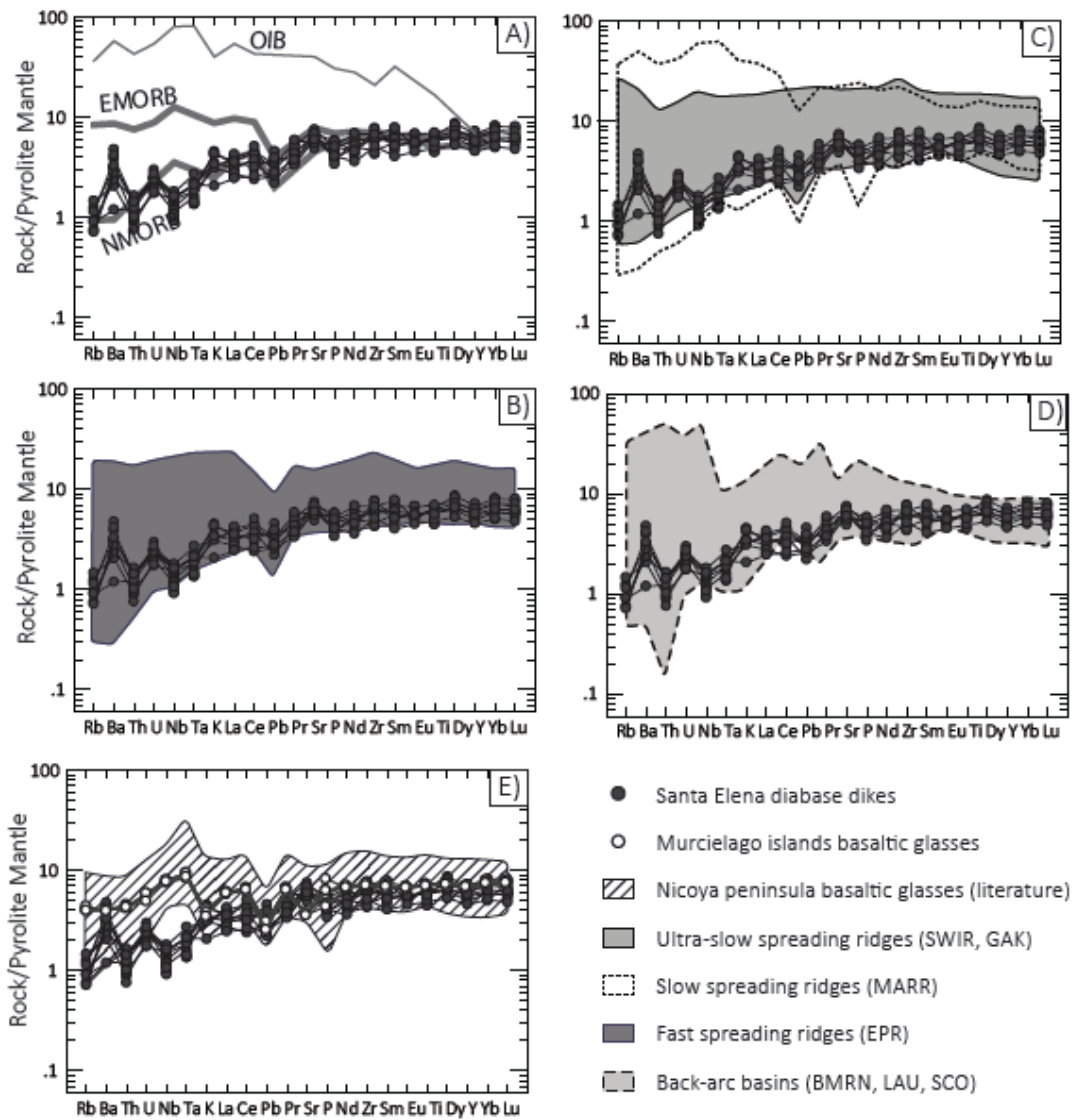 A)
OIB
EMORB
NMORB
Rock/Pyrolite Mantle
100
10
1
.1
Rb Ba Th U Nb Ta K La Ce Pb Pr Sr P Nd Zr Sm Eu Ti Dy Y Yb Lu
C)
100
10
1
.1
Rb Ba Th U Nb Ta K La Ce Pb Pr Sr P Nd Zr Sm Eu Ti Dy Y Yb Lu
B)
Rock/Pyrolite Mantle
100
10
1
.1
Rb Ba Th U Nb Ta K La Ce Pb Pr Sr P Nd Zr Sm Eu Ti Dy Y Yb Lu
D)
100
10
1
.1
Rb Ba Th U Nb Ta K La Ce Pb Pr Sr P Nd Zr Sm Eu Ti Dy Y Yb Lu
E)
Rock/Pyrolite Mantle
100
10
1
.1
Rb Ba Th U Nb Ta K La Ce Pb Pr Sr P Nd Zr Sm Eu Ti Dy Y Yb Lu
Santa Elena diabase dikes
Murcielago islands basaltic glasses
Nicoya peninsula basaltic glasses (literature)
Ultra-slow spreading ridges (SWIR, GAK)
Slow spreading ridges (MARR)
Fast spreading ridges (EPR)
Back-arc basins (BMRN, LAU, SCO)